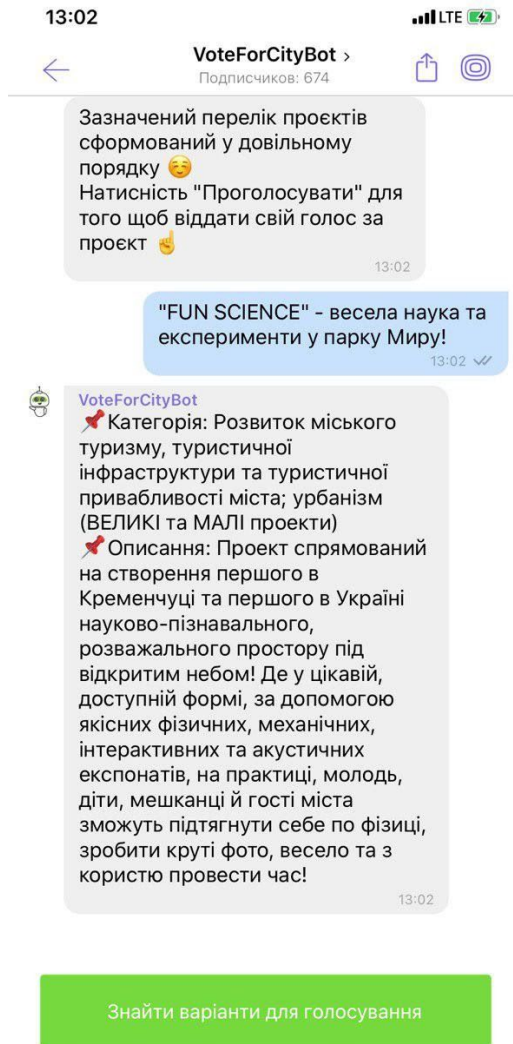 13:02
LTE
VoteForCityBot ›
Подписчиков: 674
Зазначений перелік проєктів
сформований у довільному
порядку ☺️
Натисність "Проголосувати" для
того щоб віддати свій голос за
проєкт ☝️
13:02
"FUN SCIENCE" - весела наука та
експерименти у парку Миру!
13:02
VoteForCityBot
📌Категорія: Розвиток міського
туризму, туристичної
інфраструктури та туристичної
привабливості міста; урбанізм
(ВЕЛИКІ та МАЛІ проекти)
📌Описання: Проект спрямований
на створення першого в
Кременчуці та першого в Україні
науково-пізнавального,
розважального простору під
відкритим небом! Де у цікавій,
доступній формі, за допомогою
якісних фізичних, механічних,
інтерактивних та акустичних
експонатів, на практиці, молодь,
діти, мешканці й гості міста
зможуть підтягнути себе по фізиці,
зробити круті фото, весело та з
користю провести час!
13:02
Знайти варіанти для голосування